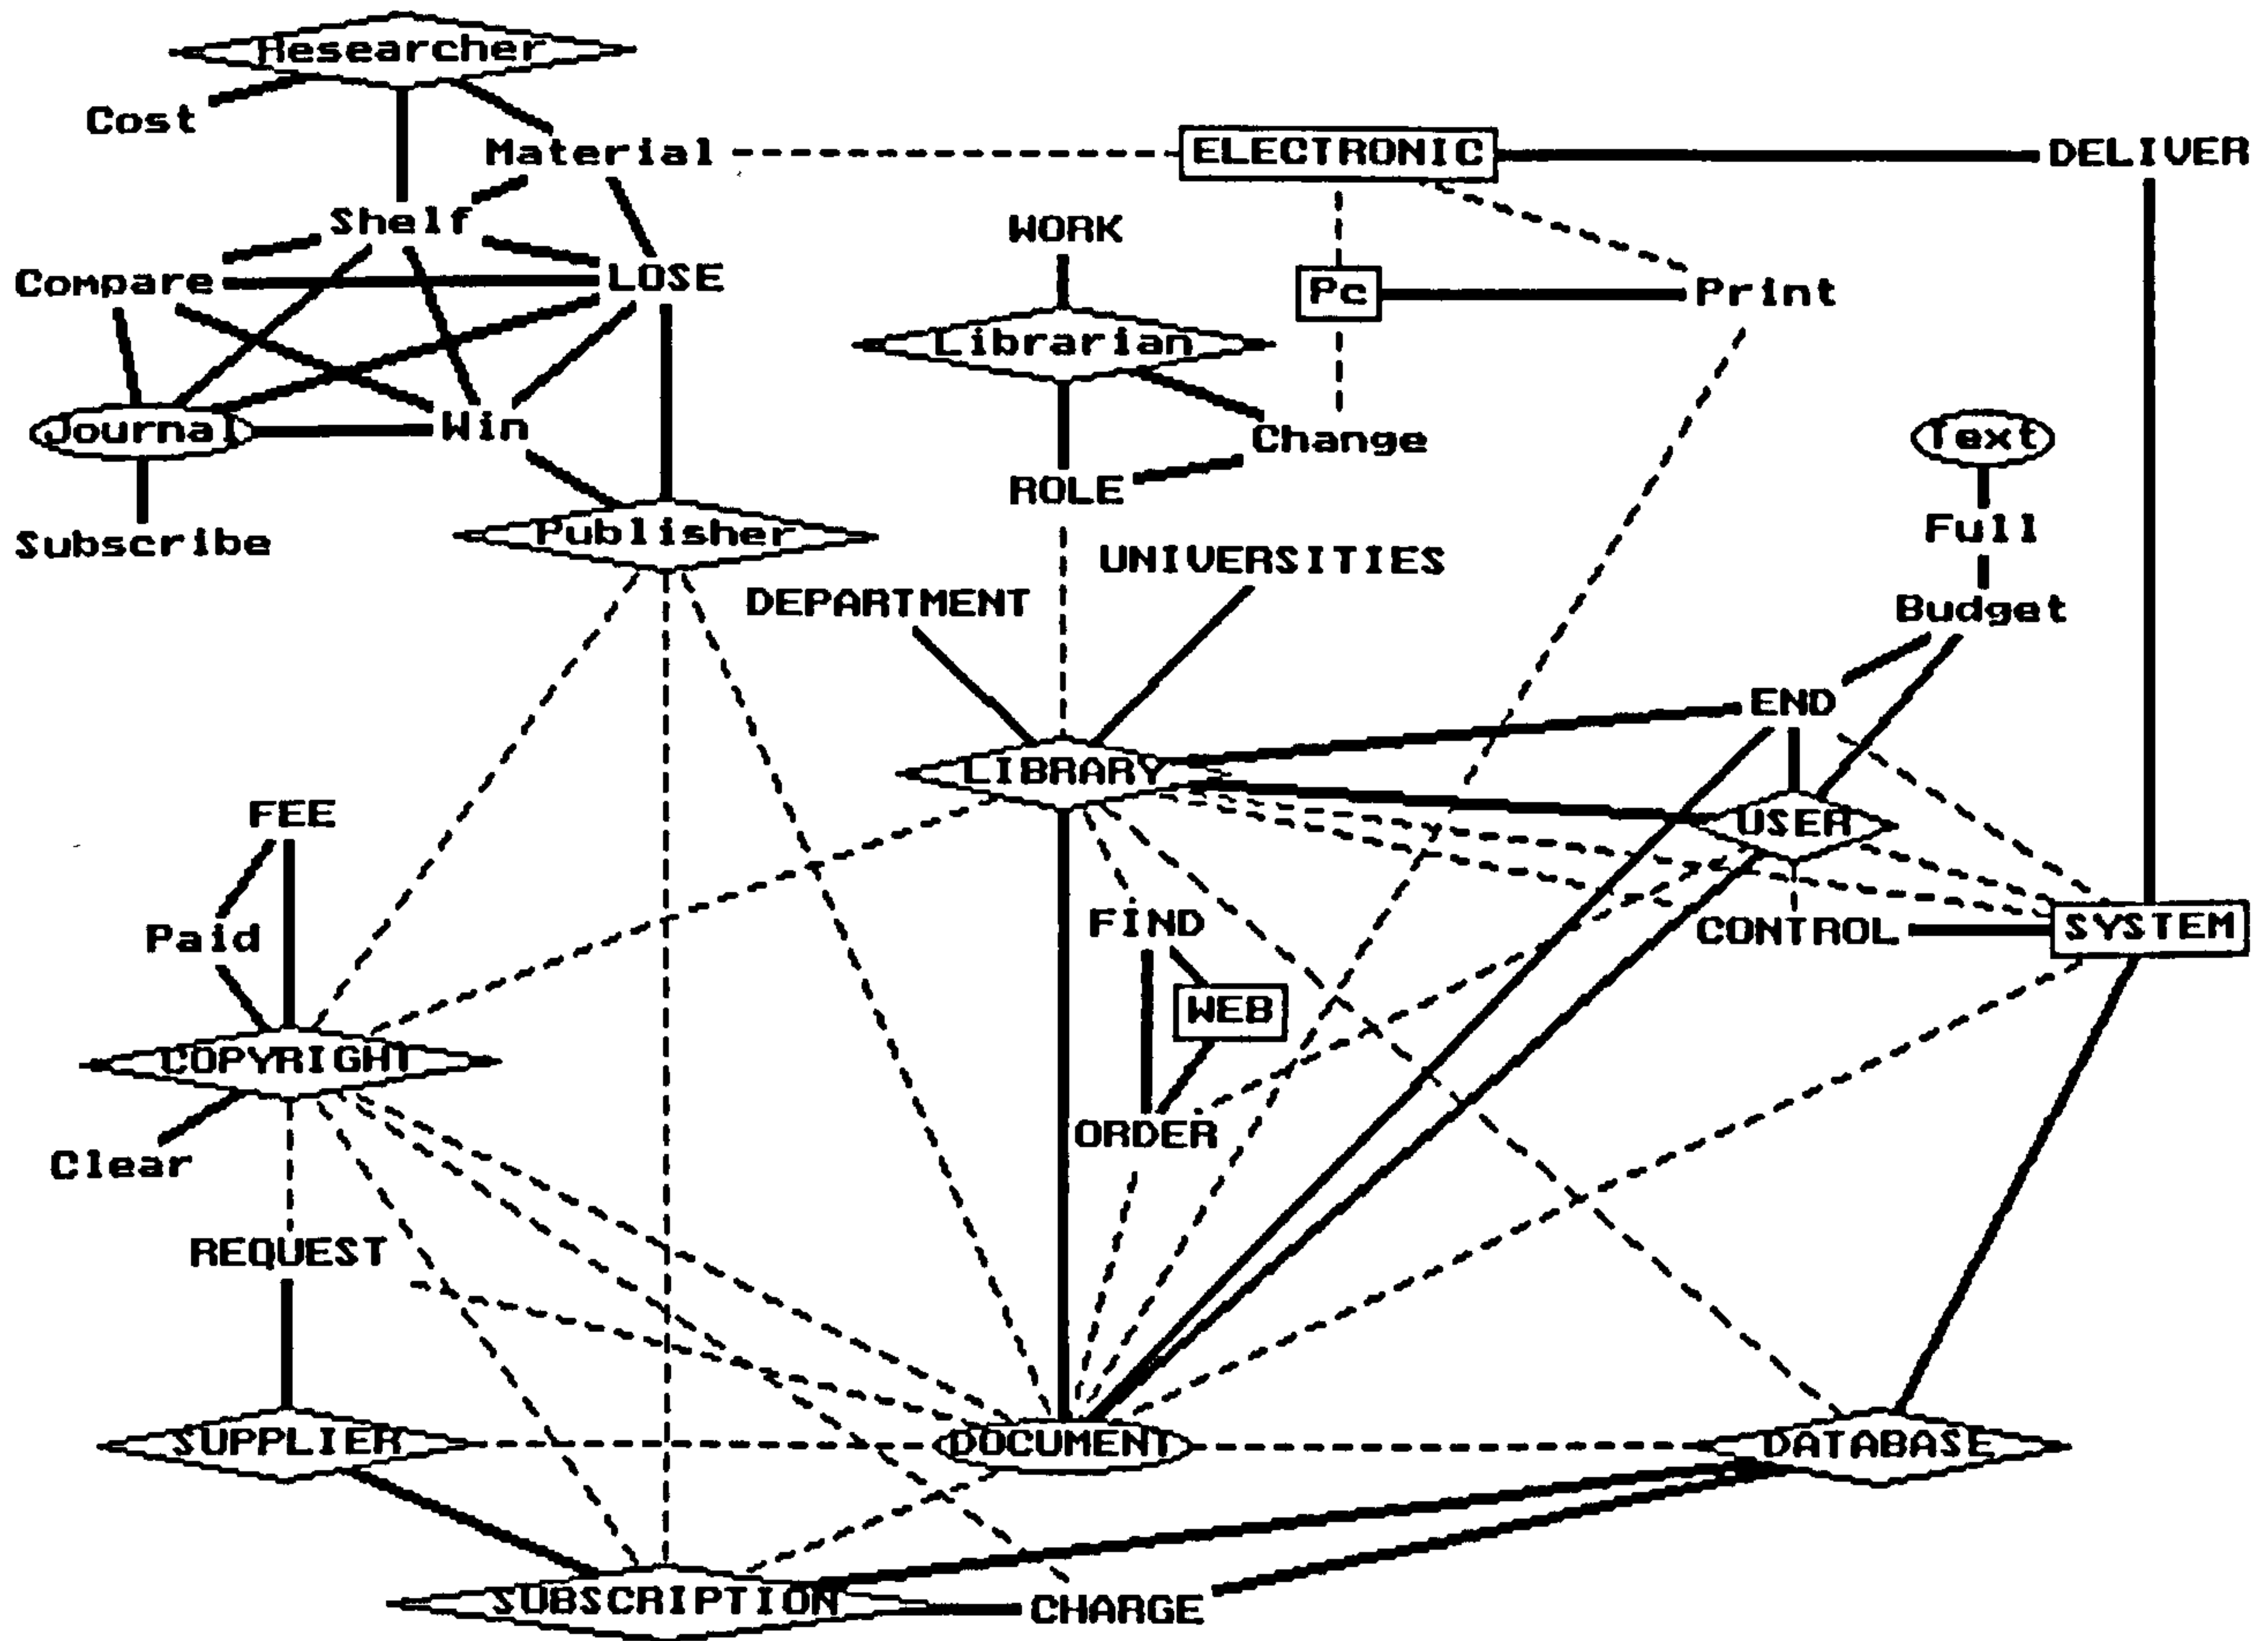 Researcher
Cost
Material
ELECTRONIC
DELIVER
Shelf
WORK
Compare
LOSE
Pc
Print
Librarian
Journal
Win
Change
Text
ROLE
Full
Subscribe
Publisher
UNIVERSITIES
DEPARTMENT
Budget
END
LIBRARY
FEE
USER
Paid
FIND
CONTROL
SYSTEM
WEB
COPYRIGHT
ORDER
Clear
REQUEST
SUPPLIER
DOCUMENT
DATABASE
SUBSCRIPTION
CHARGE